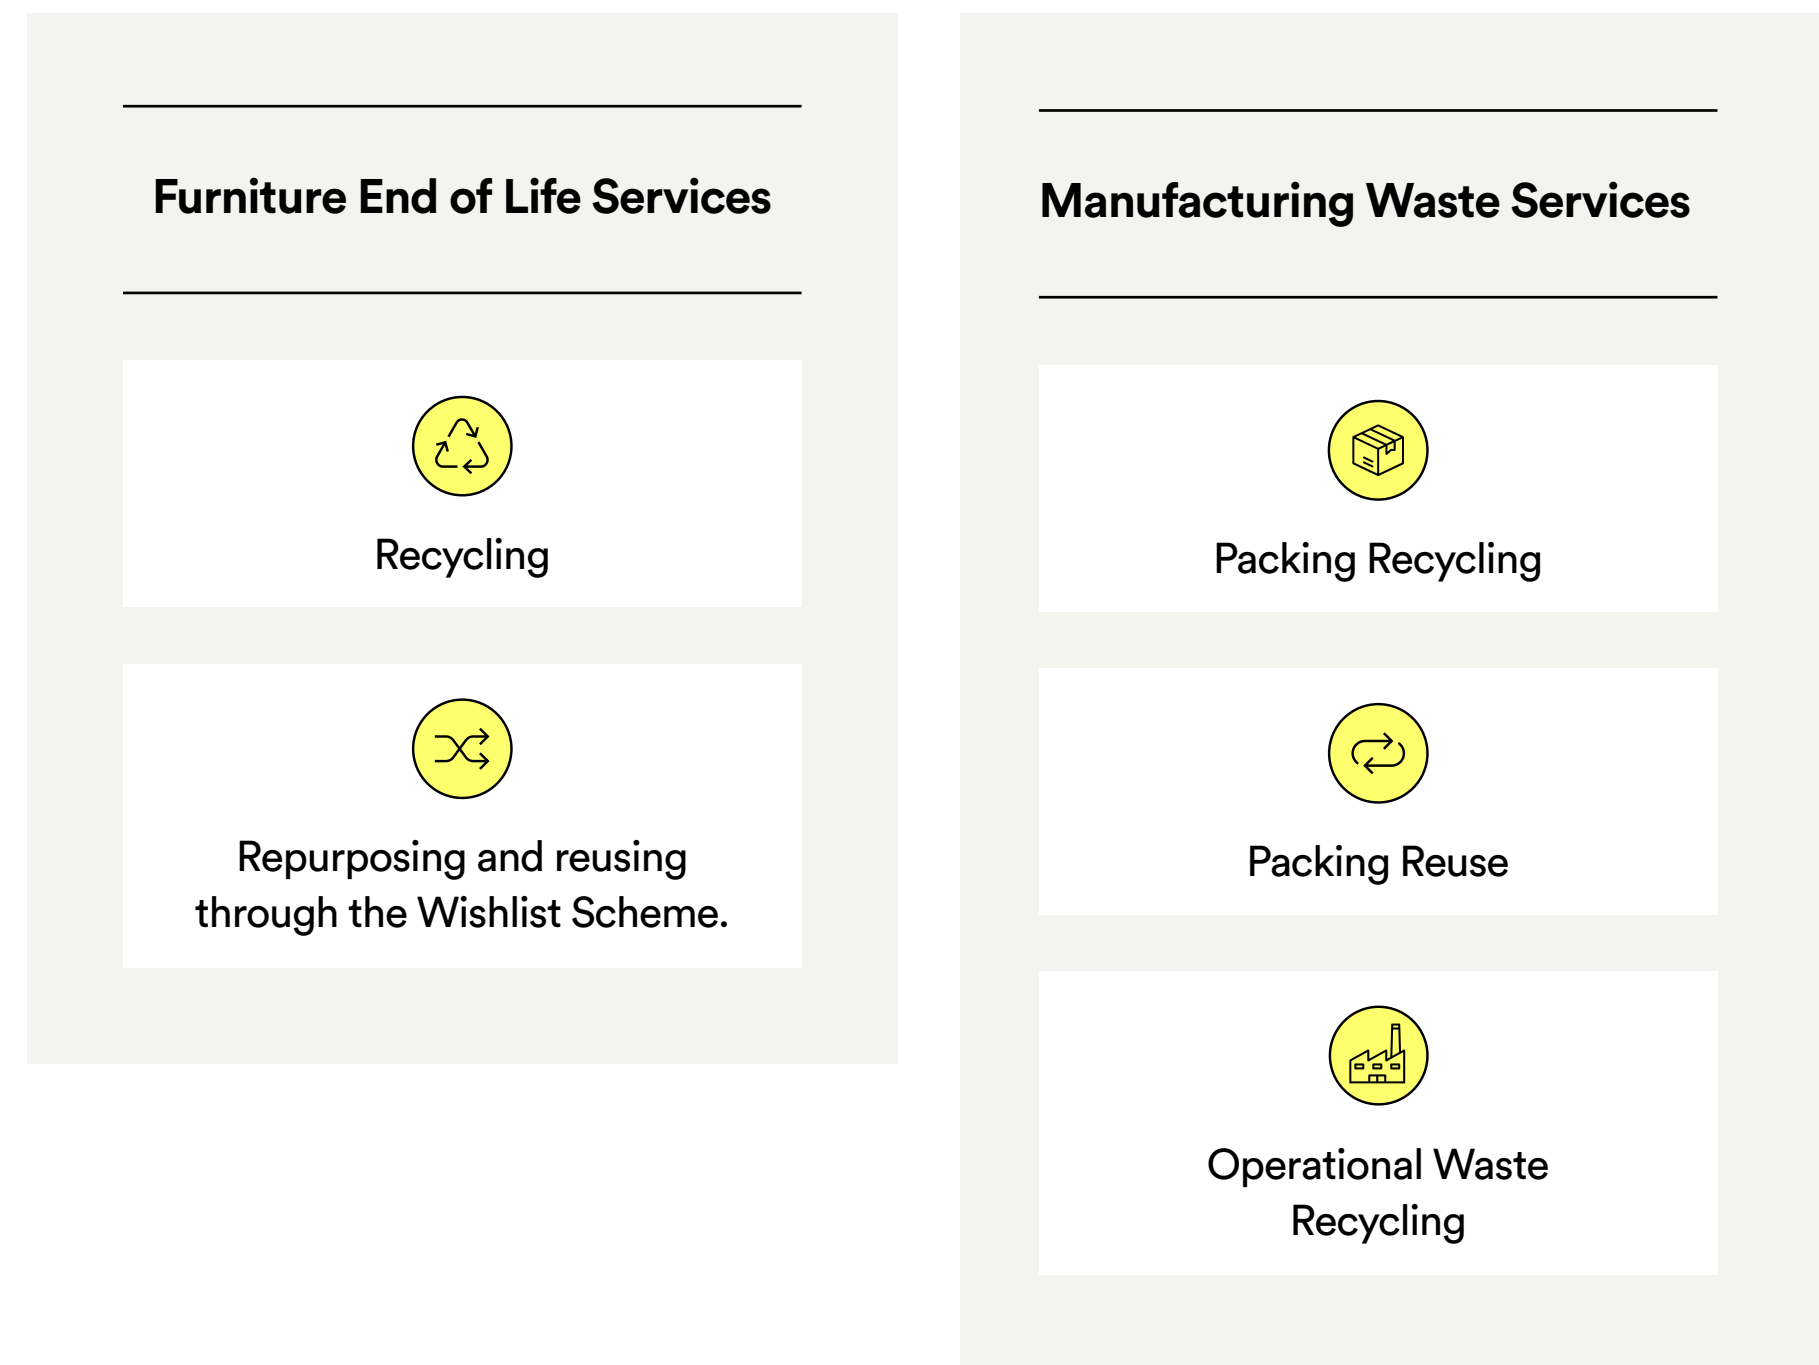 Furniture End of Life Services
Recycling
Repurposing and reusing
through the Wishlist Scheme.
Manufacturing Waste Services
Packing Recycling
Packing Reuse
Operational Waste
Recycling